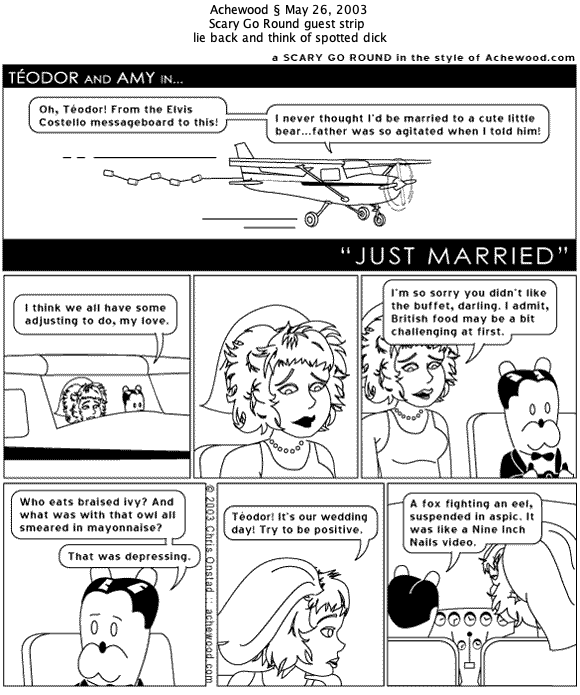 Achewood § May 26, 2003
Scary Go Round guest strip
lie back and think of spotted dick
a SCARY GO ROUND in the style of Achewood.com
TÉODOR AND AMY IN...
Oh, Téodor! From the Elvis
Costello messageboard to this!
I never thought I'd be married to a cute little
bear...father was so agitated when I told him!
"JUST MARRIED"
I think we all have some
adjusting to do, my love.
I'm so sorry you didn't like
the buffet, darling. I admit,
British food may be a bit
challenging at first.
Who eats braised ivy? And
what was with that owl all
smeared in mayonnaise?
That was depressing.
© 2003 Chris Onstad :: achewood.com
Téodor! It's our wedding
day! Try to be positive.
A fox fighting an eel,
suspended in aspic. It
was like a Nine Inch
Nails video.